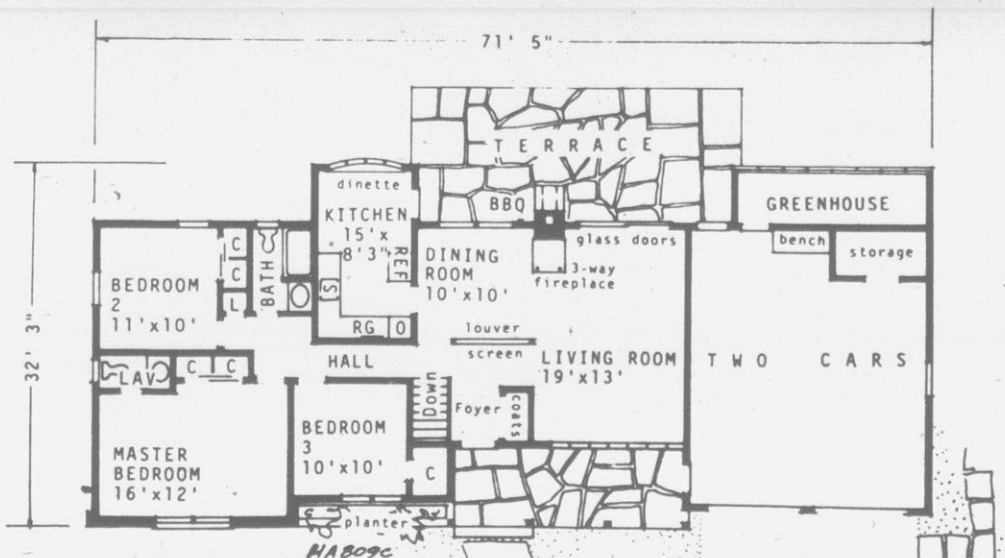 71' 5"
TERRACE
dinette
KITCHEN
15'x
8'3"
REF
S
RG
O
BBQ
glass doors
3-way
fireplace
GREENHOUSE
bench
storage
32' 3"
BEDROOM
2
11'x10'
C
C
L
BATH
DINING
ROOM
10'x10'
louver
screen
LIVING ROOM
19'x13'
TWO CARS
HALL
LAV
C
C
Down
Foyer
coats
MASTER
BEDROOM
16'x12'
BEDROOM
3
10'x10'
C
planter
HA809C